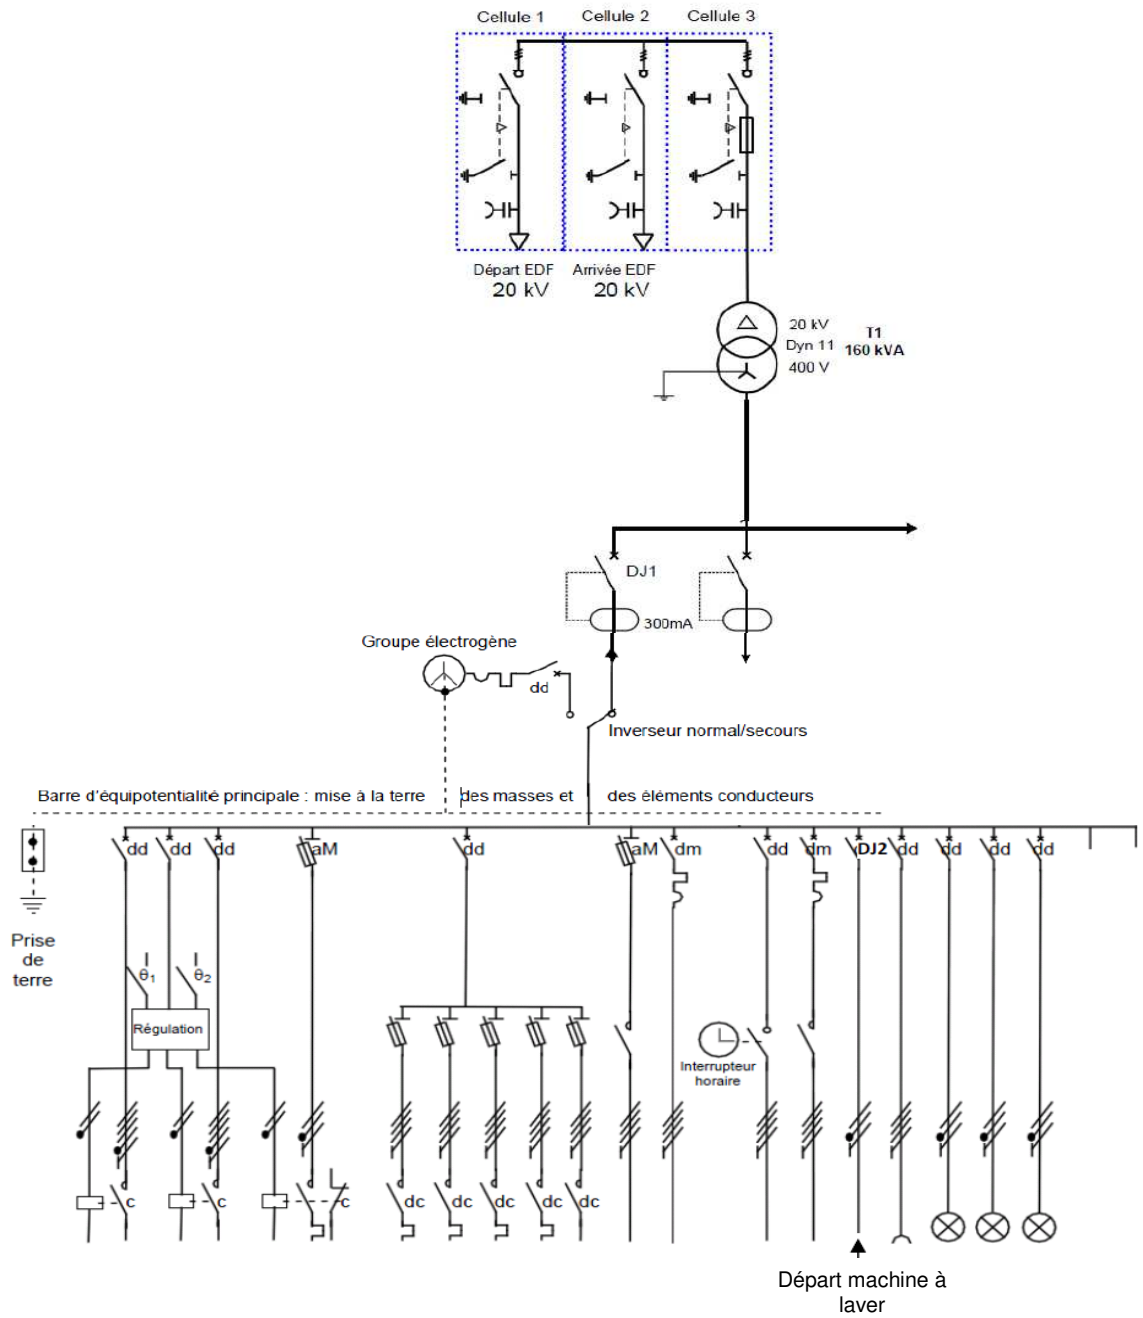 Cellule 1 Cellule 2 Cellule 3
Départ EDF
20 kV
Arrivée EDF
20 kV
20 kV
Dyn 11
400 V
T1
160 kVA
DJ1
300mA
Groupe électrogène
dd
Inverseur normal/secours
Barre d'équipotentialité principale : mise à la terre des masses et des éléments conducteurs
dd dd dd aM dd aM dm dd dm DJ2 dd dd dd dd
Prise
de
terre
θ1 θ2
Régulation
Interrupteur
horaire
c c c dc dc dc dc dc
Départ machine à
laver